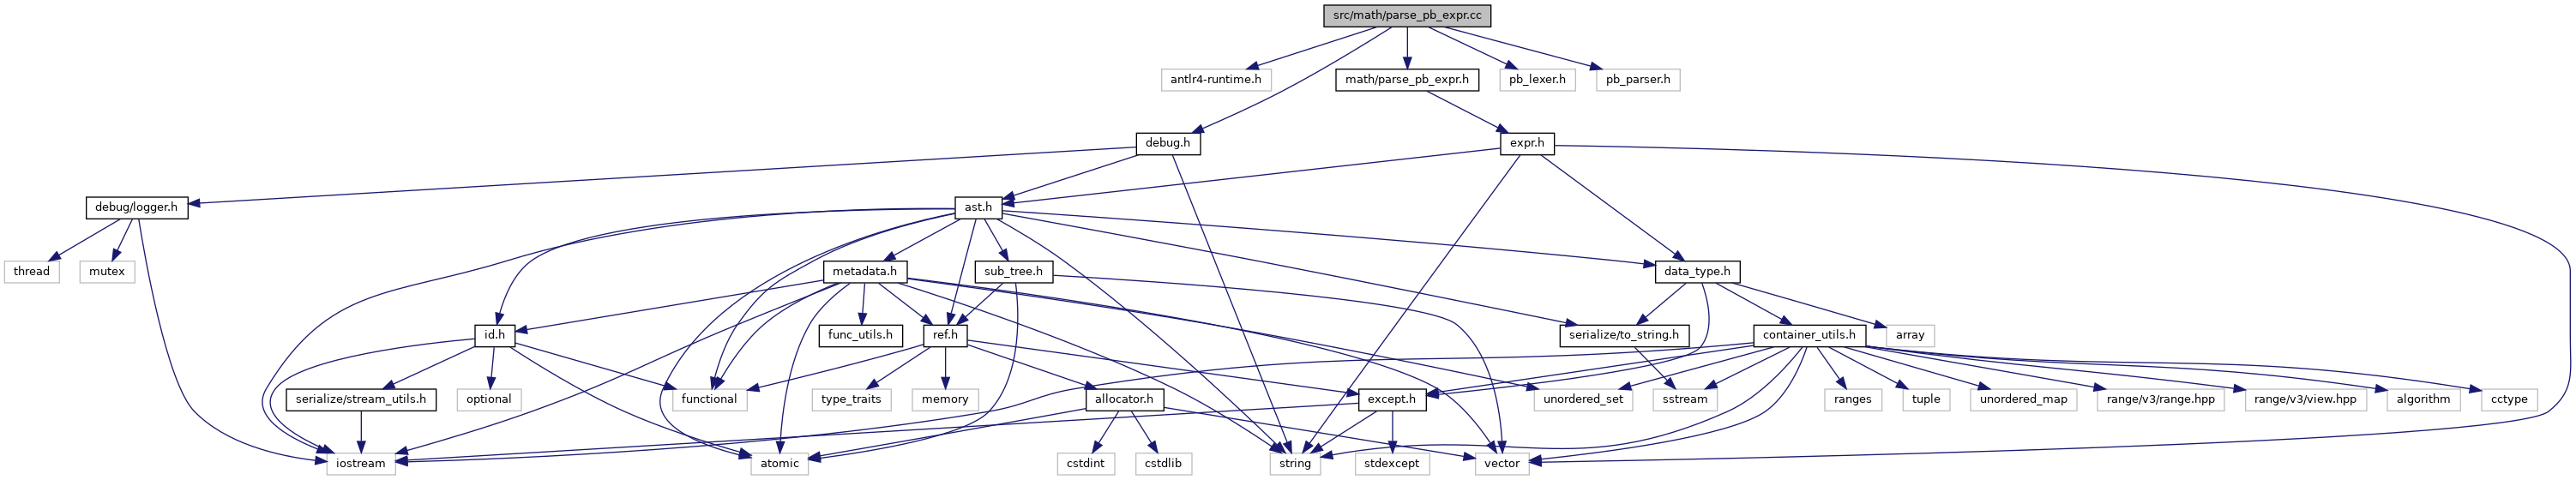 src/math/parse_pb_expr.cc
antlr4-runtime.h
math/parse_pb_expr.h
pb_lexer.h
pb_parser.h
debug.h
expr.h
debug/logger.h
ast.h
thread
mutex
metadata.h
sub_tree.h
data_type.h
id.h
func_utils.h
ref.h
serialize/to_string.h
container_utils.h
array
serialize/stream_utils.h
optional
functional
type_traits
memory
allocator.h
except.h
unordered_set
sstream
ranges
tuple
unordered_map
range/v3/range.hpp
range/v3/view.hpp
algorithm
cctype
iostream
atomic
cstdint
cstdlib
string
stdexcept
vector